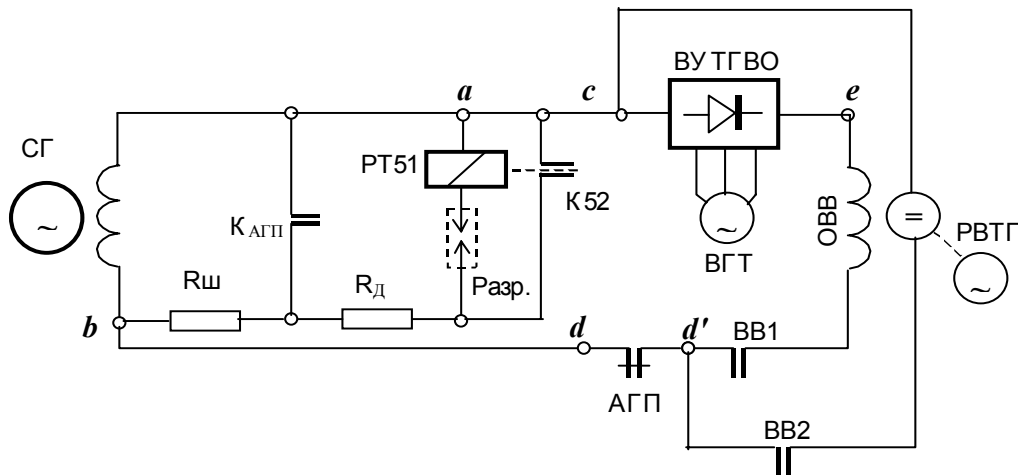 ВУ ТГВО
a
c
e
СГ
РТ51
К52
~
К АГП
ОВВ
=
РВТГ
~
ВГТ
~
Rш
RД
Разр.
b
d
d'
ВВ1
АГП
ВВ2